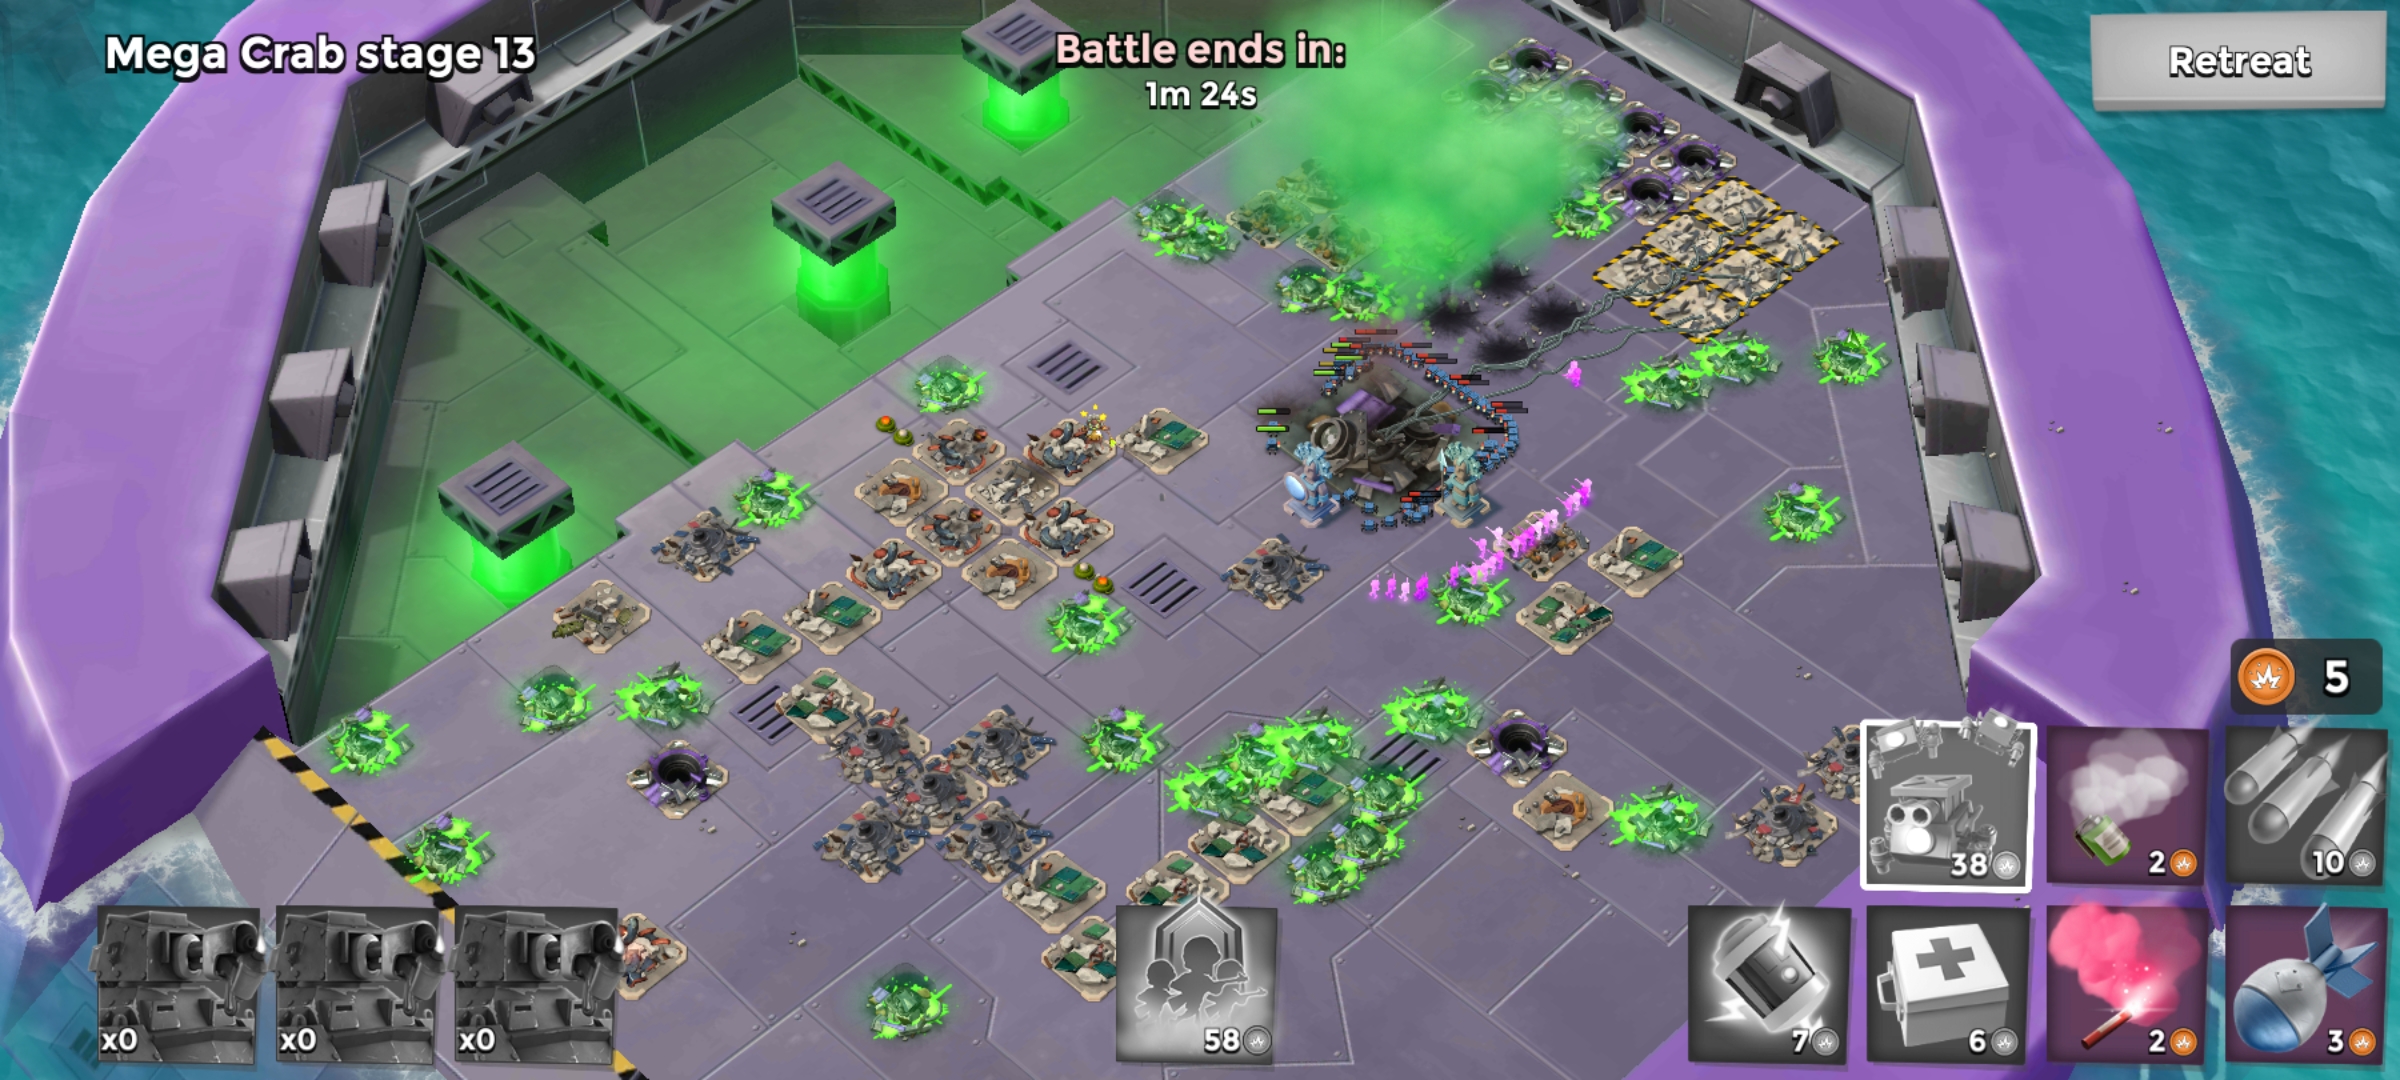 Mega Crab stage 13
Battle ends in:
1m 24s
Retreat
5
38
2
10
x0
x0
x0
58
7
6
2
3